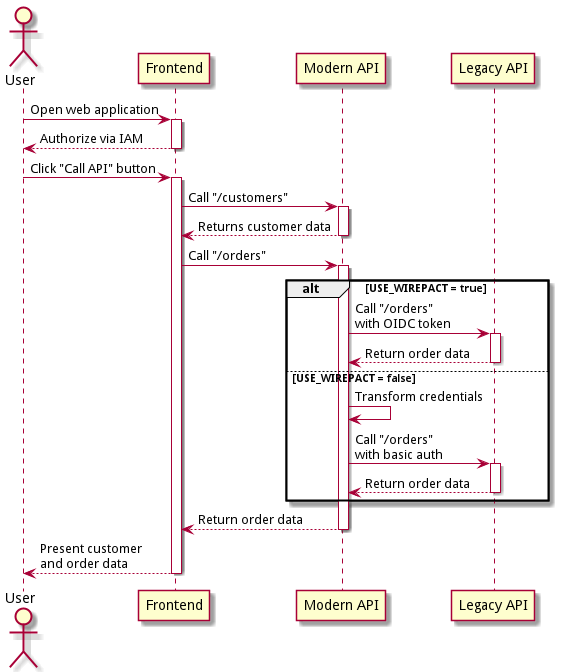 User
Frontend
Modern API
Legacy API
Open web application
Authorize via IAM
Click "Call API" button
Call "/customers"
Returns customer data
Call "/orders"
alt
[USE_WIREPACT = true]
Call "/orders"
with OIDC token
Return order data
[USE_WIREPACT = false]
Transform credentials
Call "/orders"
with basic auth
Return order data
Return order data
Present customer
and order data
User
Frontend
Modern API
Legacy API